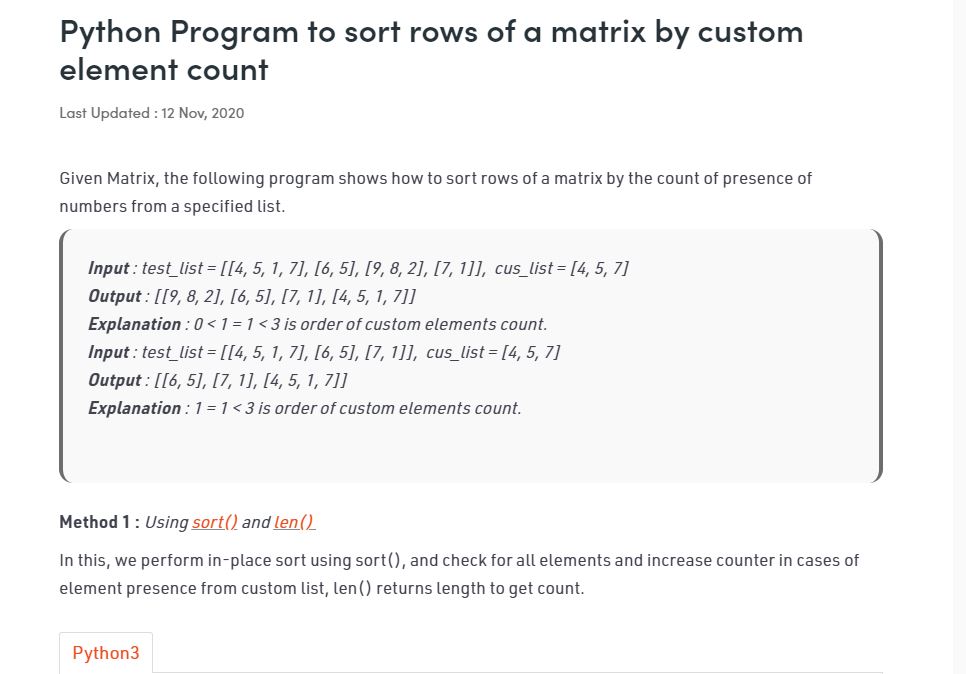 Python Program to sort rows of a matrix by custom
element count
Last Updated : 12 Nov, 2020
Given Matrix, the following program shows how to sort rows of a matrix by the count of presence of
numbers from a specified list.
Input : test_list = [[4, 5, 1, 7], [6, 5], [9, 8, 2], [7, 1]], cus_list = [4, 5, 7]
Output : [[9, 8, 2], [6, 5], [7, 1], [4, 5, 1, 7]]
Explanation : 0 < 1 = 1 < 3 is order of custom elements count.
Input : test_list = [[4, 5, 1, 7], [6, 5], [7, 1]], cus_list = [4, 5, 7]
Output : [[6, 5], [7, 1], [4, 5, 1, 7]]
Explanation : 1 = 1 < 3 is order of custom elements count.
Method 1 : Using sort() and len()
In this, we perform in-place sort using sort(), and check for all elements and increase counter in cases of
element presence from custom list, len() returns length to get count.
Python3